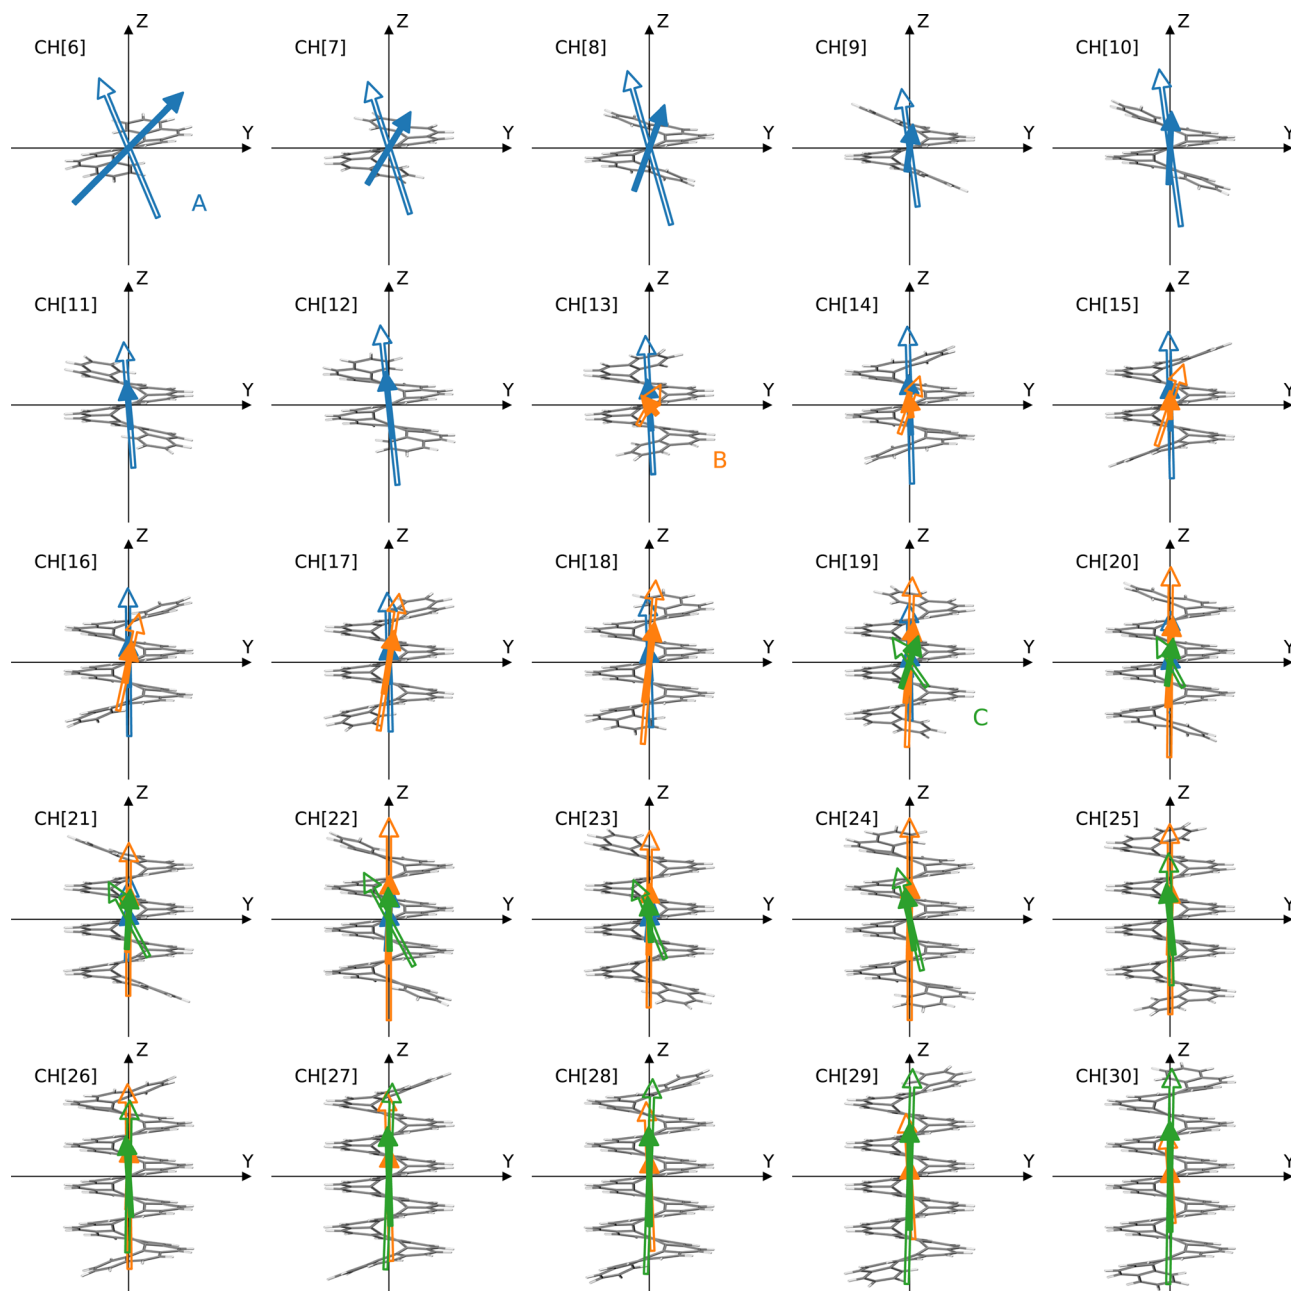 Z Z Z Z Z
CH[6] CH[7] CH[8] CH[9] CH[10]
Y Y Y Y Y
A
Z Z Z Z Z
CH[11] CH[12] CH[13] CH[14] CH[15]
Y Y Y Y Y
B
Z Z Z Z Z
CH[16] CH[17] CH[18] CH[19] CH[20]
Y Y Y Y Y
C
Z Z Z Z Z
CH[21] CH[22] CH[23] CH[24] CH[25]
Y Y Y Y Y
Z Z Z Z Z
CH[26] CH[27] CH[28] CH[29] CH[30]
Y Y Y Y Y